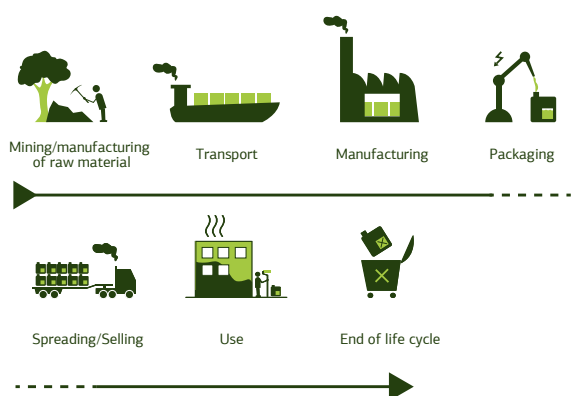 Mining/manufacturing
of raw material
Transport
Manufacturing
Packaging
Spreading/Selling
Use
End of life cycle